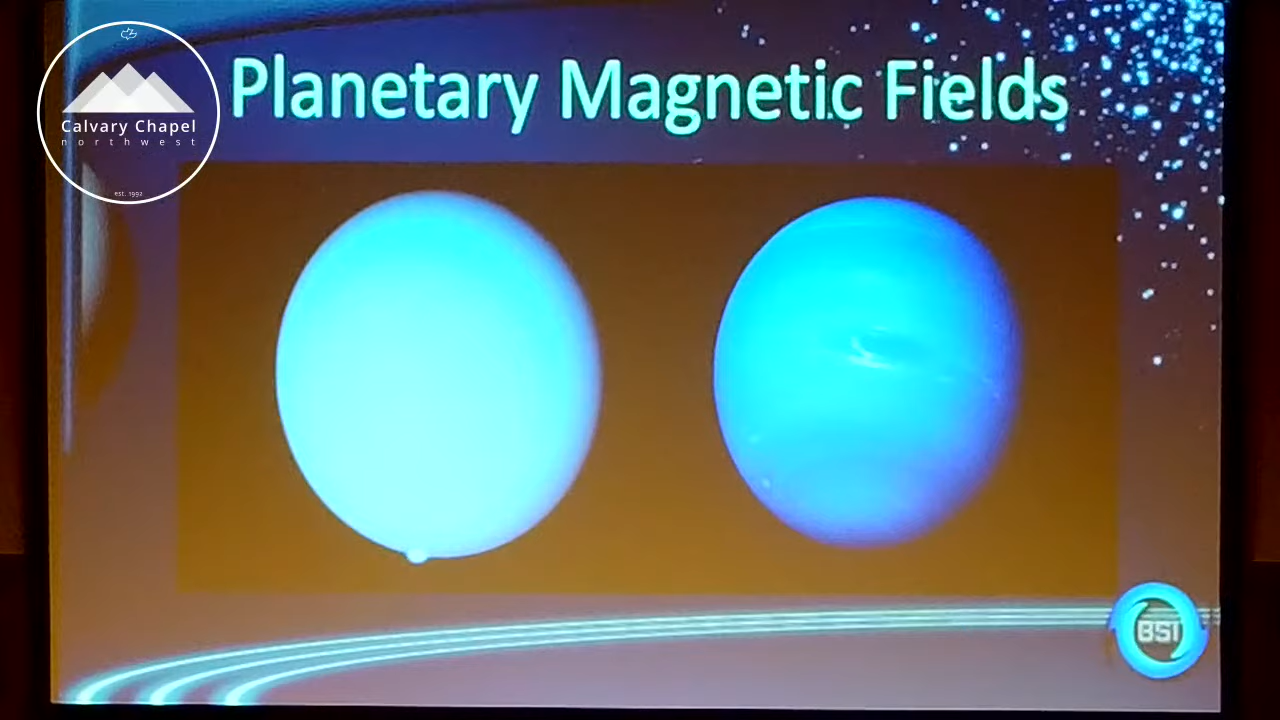 Planetary Magnetic Fields
Calvary Chapel
northwest
est. 1992
BSI